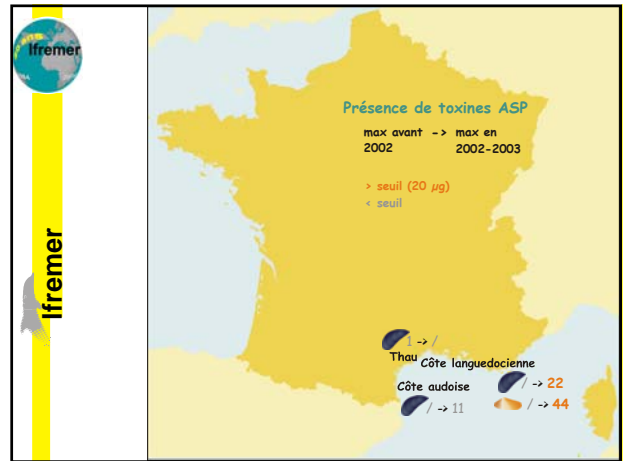 Ifremer
Ifremer
Présence de toxines ASP
max avant -> max en
2002 2002-2003
> seuil (20 µg)
< seuil
1 -> /
Thau
Côte languedocienne
/ -> 22
/ -> 44
Côte audoise
/ -> 11